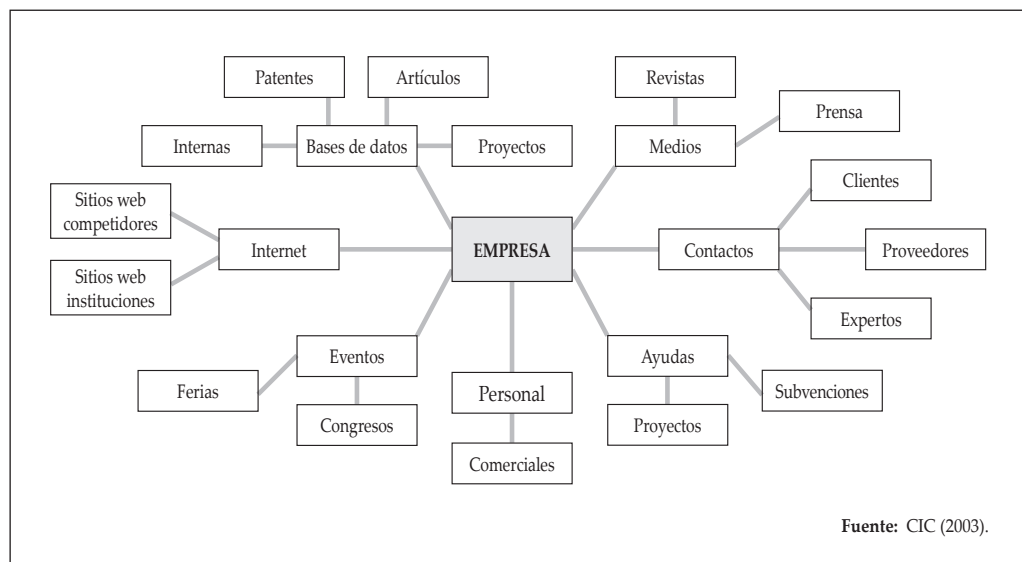 Patentes
Artículos
Revistas
Prensa
Internas
Bases de datos
Proyectos
Medios
Clientes
Sitios web
competidores
Internet
EMPRESA
Contactos
Proveedores
Sitios web
instituciones
Expertos
Eventos
Ayudas
Ferias
Personal
Subvenciones
Congresos
Proyectos
Comerciales
Fuente: CIC (2003).